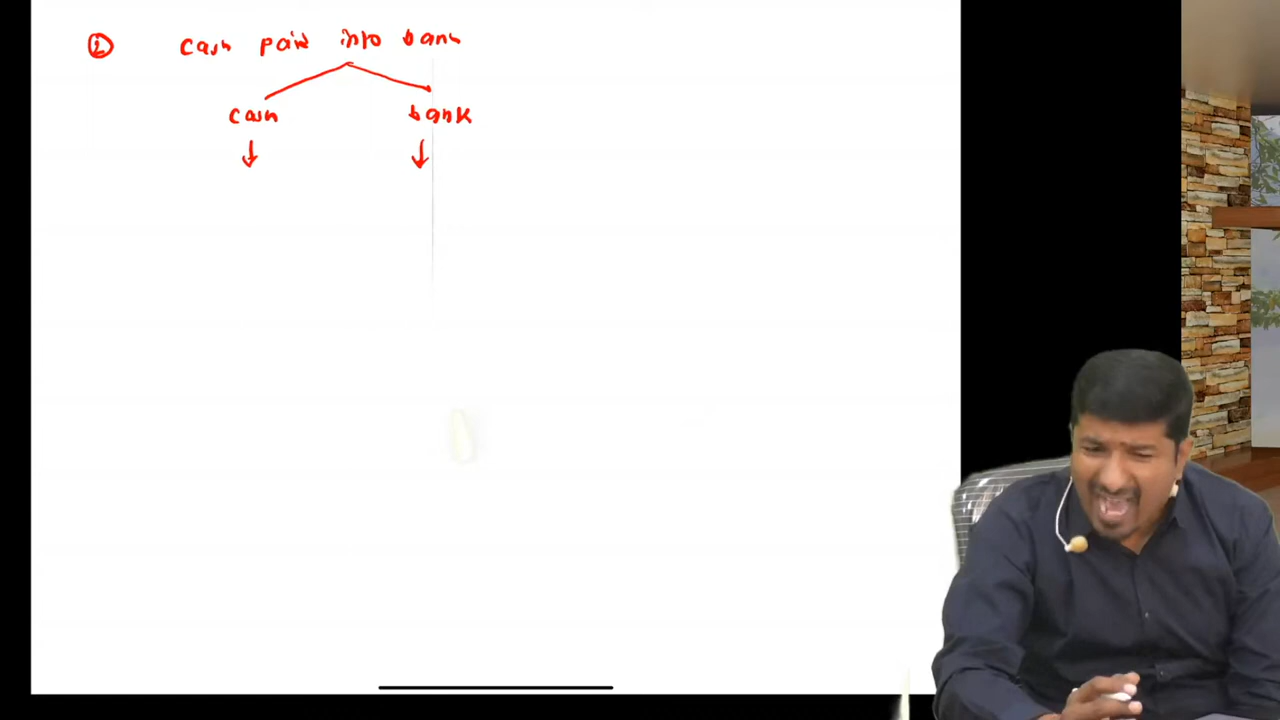 ② cash paid into bank
cash bank
↓ ↓